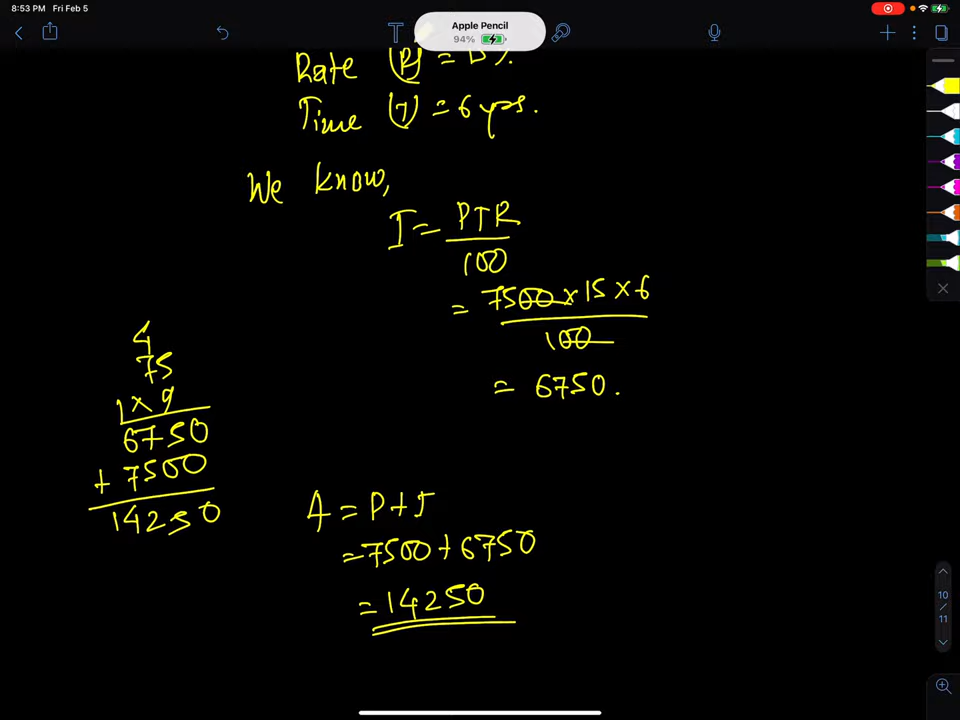 8:53 PM Fri Feb 5
Apple Pencil
94%
Rate (R) =
Time (T) = 6 yrs.
We know,
I = PTR
100
= 7500 x 15 x 6
100
= 6750.
4
75
1 x 9
6750
+ 7500
14250
A = P + I
= 7500 + 6750
= 14250
10
/
11